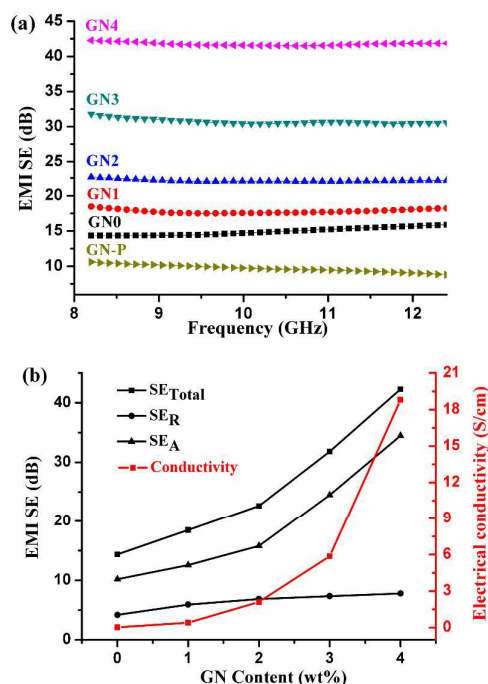 (a)
45
40
35
30
25
20
15
10
EMI SE (dB)
GN4
GN3
GN2
GN1
GN0
GN-P
8 9 10 11 12
Frequency (GHz)
(b)
SETotal
SER
SEA
Conductivity
40
30
20
10
0
EMI SE (dB)
21
18
15
12
9
6
3
0
Electrical conductivity (S/cm)
0 1 2 3 4
GN Content (wt%)